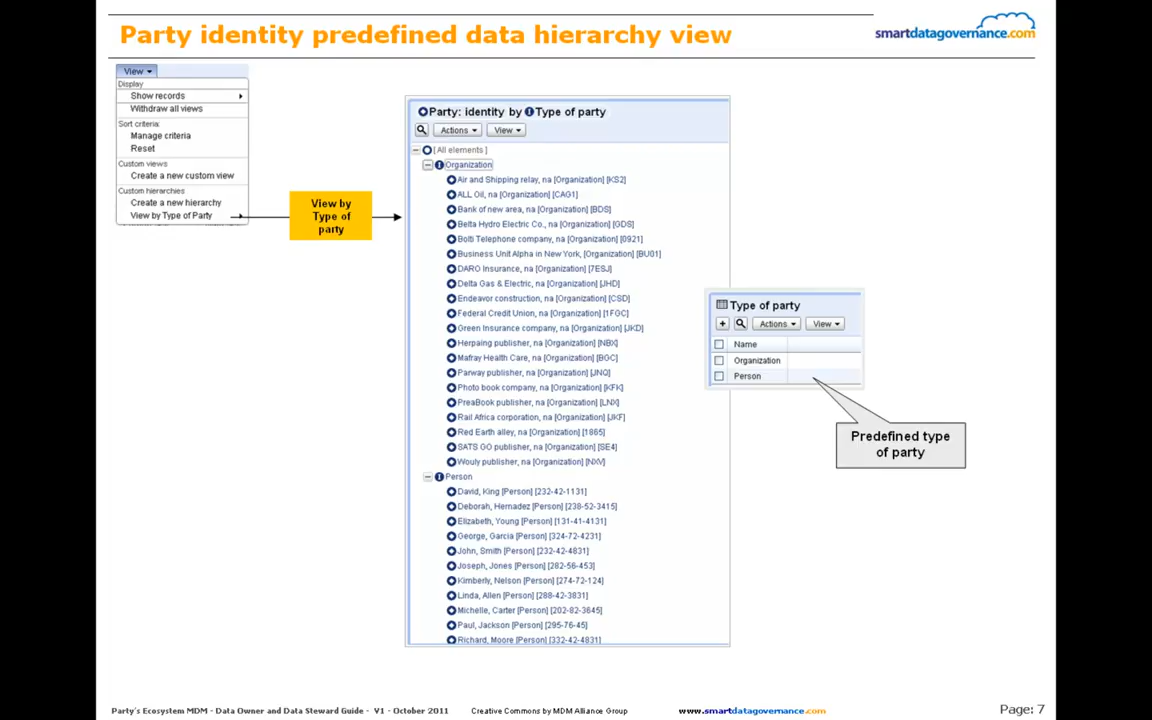 Party identity predefined data hierarchy view
smartdatagovernance.com
View
Display
Show records
Withdraw all views
Sort criteria:
Manage criteria
Reset
Custom views
Create a new custom view
Custom hierarchies
Create a new hierarchy
View by Type of Party
View by
Type of
party
Party: identity by Type of party
Actions View
[ All elements ]
Organization
Air and Shipping relay, na [Organization] [KS2]
ALL Oil, na [Organization] [CAG1]
Bank of new area, na [Organization] [BDS]
Belta Hydro Electric Co., na [Organization] [GDS]
Bolti Telephone company, na [Organization] [0921]
Business Unit Alpha in New York, [Organization] [BU01]
DARO Insurance, na [Organization] [7ESJ]
Delta Gas & Electric, na [Organization] [JHD]
Endeavor construction, na [Organization] [CSD]
Federal Credit Union, na [Organization] [1FGC]
Green Insurance company, na [Organization] [JKD]
Herpaing publisher, na [Organization] [NBX]
Mafray Health Care, na [Organization] [BGC]
Parway publisher, na [Organization] [JNQ]
Photo book company, na [Organization] [KFK]
PreaBook publisher, na [Organization] [LNX]
Rail Africa corporation, na [Organization] [JKF]
Red Earth alley, na [Organization] [1865]
SATS GO publisher, na [Organization] [SE4]
Wouly publisher, na [Organization] [NXV]
Person
David, King [Person] [232-42-1131]
Deborah, Hernadez [Person] [238-52-3415]
Elizabeth, Young [Person] [131-41-4131]
George, Garcia [Person] [324-72-4231]
John, Smith [Person] [232-42-4831]
Joseph, Jones [Person] [282-56-453]
Kimberly, Nelson [Person] [274-72-124]
Linda, Allen [Person] [288-42-3831]
Michelle, Carter [Person] [202-82-3645]
Paul, Jackson [Person] [295-76-45]
Richard, Moore [Person] [332-42-4831]
Type of party
Actions View
Name
Organization
Person
Predefined type
of party
Party's Ecosystem MDM - Data Owner and Data Steward Guide - V1 - October 2011
Creative Commons by MDM Alliance Group
www.smartdatagovernance.com
Page: 7